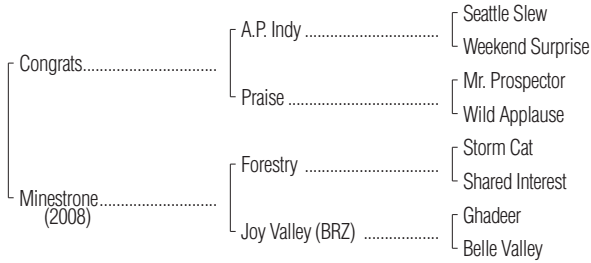 Seattle Slew
A.P. Indy ..............................
Weekend Surprise
Congrats..............................
Mr. Prospector
Praise ..................................
Wild Applause
Storm Cat
Forestry ..............................
Shared Interest
Minestrone..........................
(2008)
Ghadeer
Joy Valley (BRZ) .................
Belle Valley